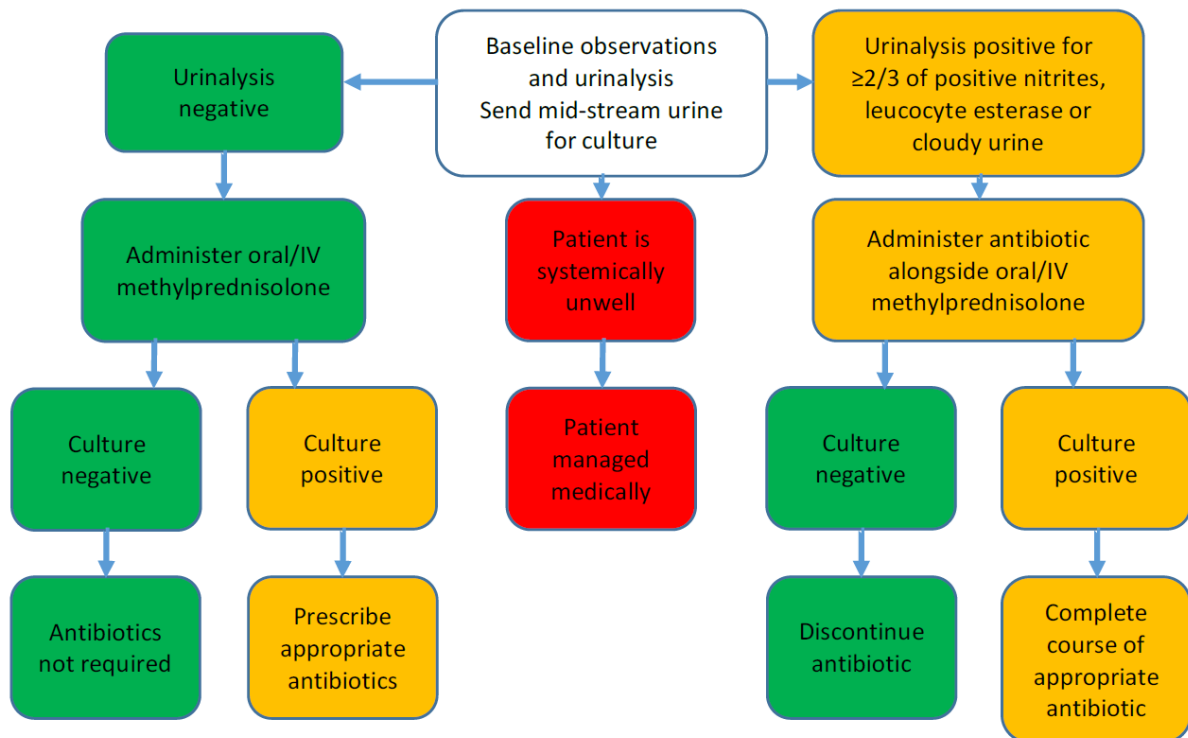 Baseline observations
and urinalysis
Send mid-stream urine
for culture
Urinalysis
negative
Urinalysis positive for
≥2/3 of positive nitrites,
leucocyte esterase or
cloudy urine
Administer oral/IV
methylprednisolone
Patient is
systemically
unwell
Administer antibiotic
alongside oral/IV
methylprednisolone
Culture
negative
Culture
positive
Patient
managed
medically
Culture
negative
Culture
positive
Antibiotics
not required
Prescribe
appropriate
antibiotics
Discontinue
antibiotic
Complete
course of
appropriate
antibiotic